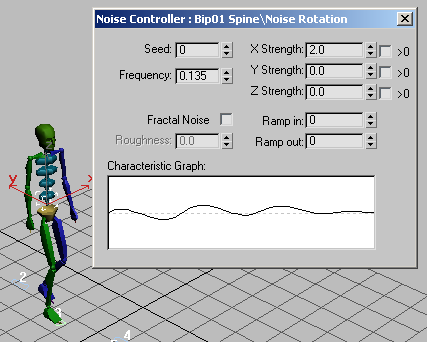 Noise Controller : Bip01 Spine\Noise Rotation
Seed: 0
X Strength: 2.0 >0
Frequency: 0.135
Y Strength: 0.0 >0
Z Strength: 0.0 >0
Fractal Noise
Ramp in: 0
Roughness: 0.0
Ramp out: 0
Characteristic Graph:
y
x
2
3
4